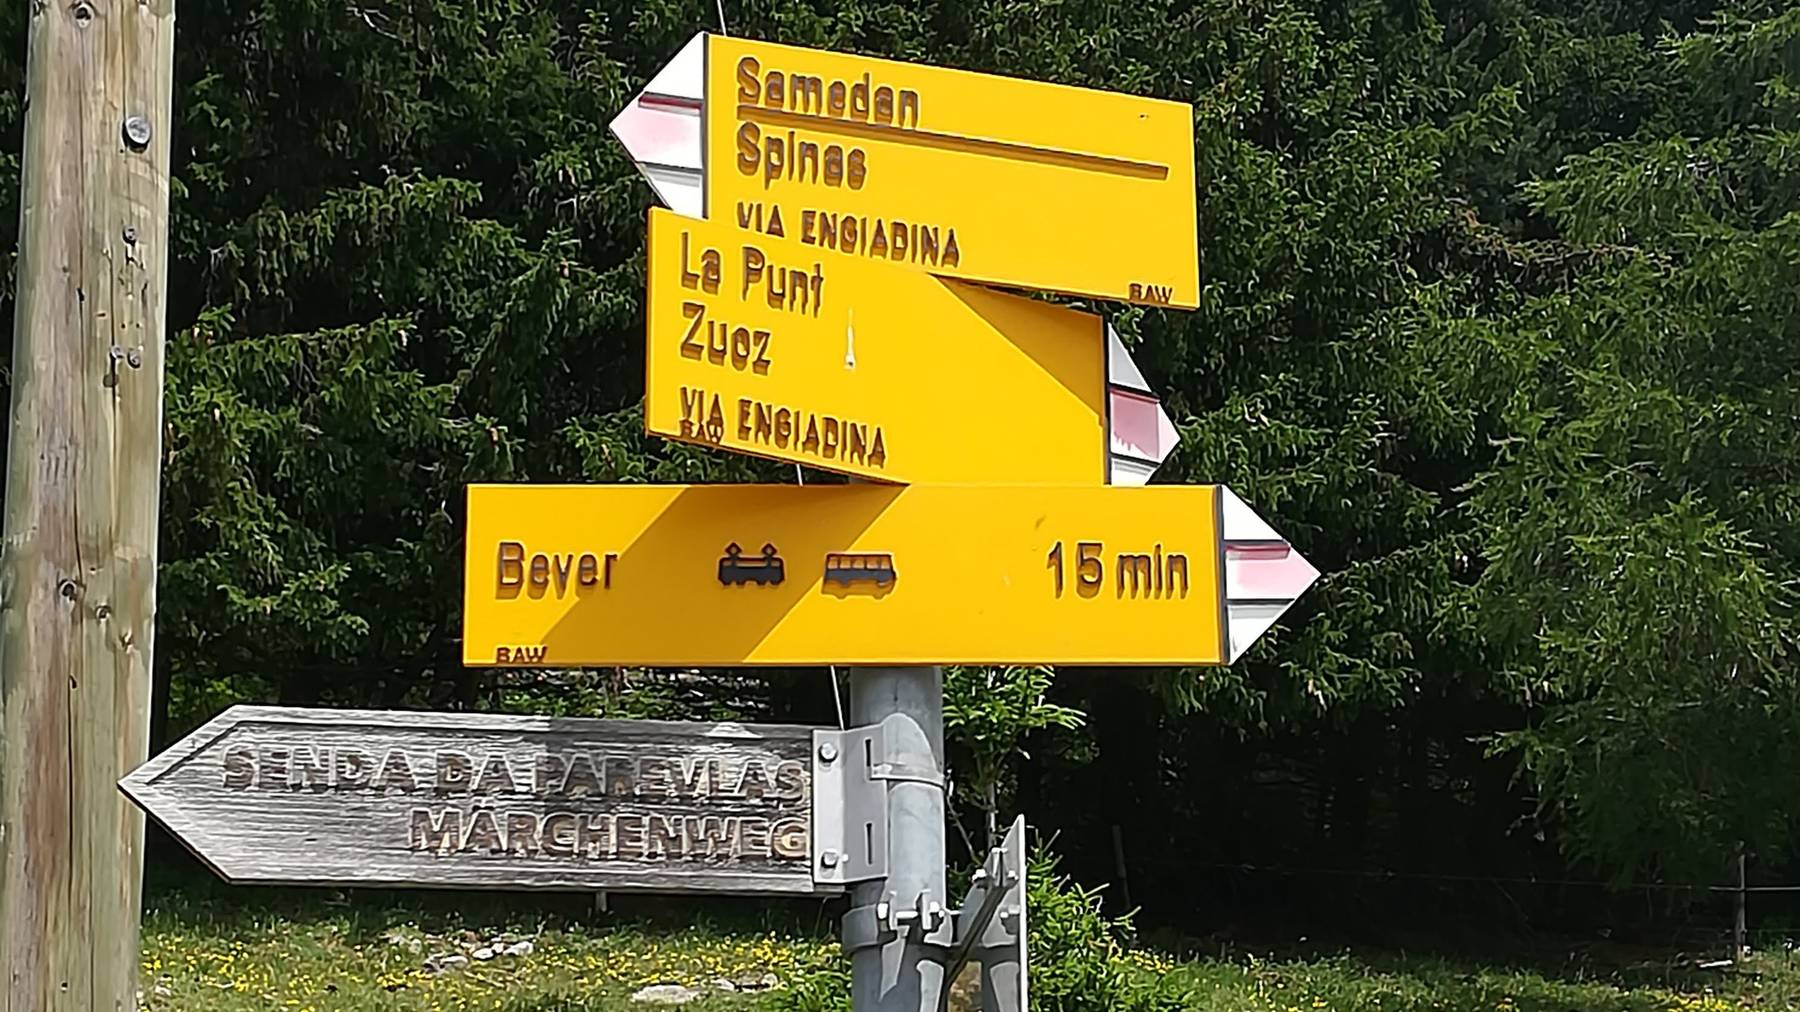 Samedan
Spinas
VIA ENGIADINA
BAW
La Punt
Zuoz
VIA ENGIADINA
BAW
Bever 15 min
BAW
SENDA DA PAREVLAS
MÄRCHENWEG